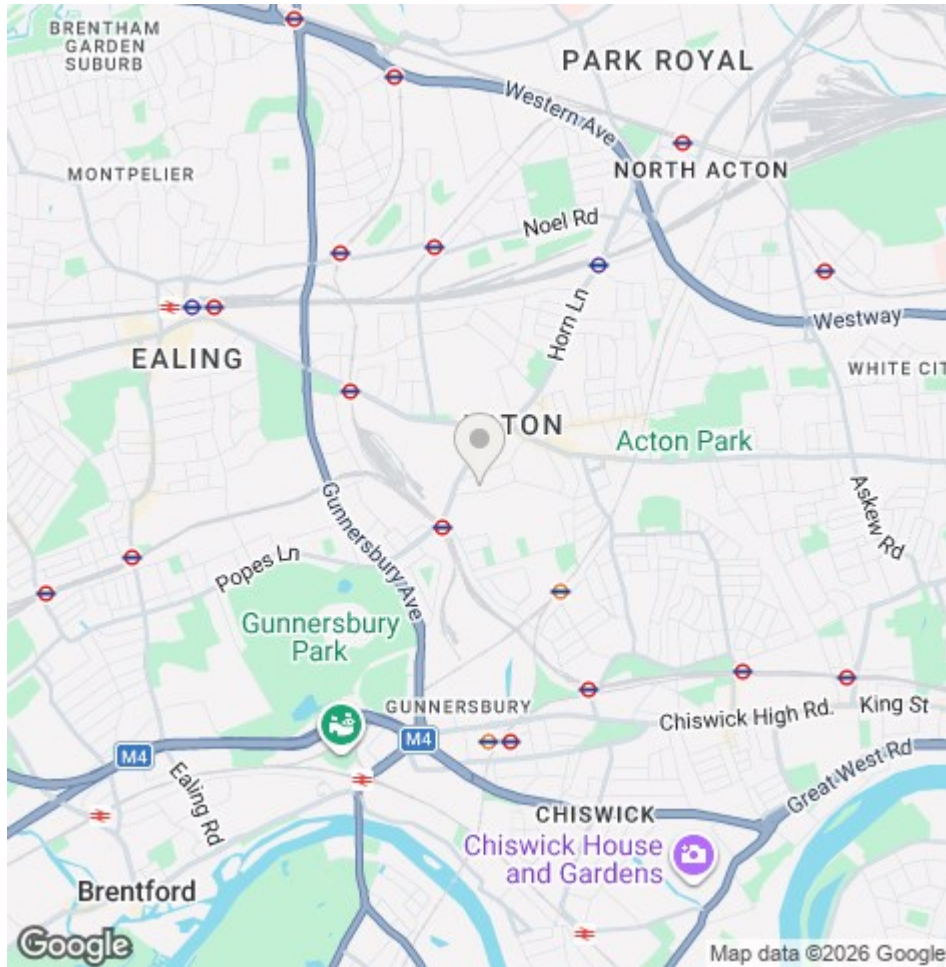 BRENTHAM
GARDEN
SUBURB
PARK ROYAL
Western Ave
MONTPELIER
NORTH ACTON
Noel Rd
Horn Ln
Westway
EALING
WHITE CIT
TON
Acton Park
Askew Rd
Gunnersbury Ave
Popes Ln
Gunnersbury
Park
GUNNERSBURY
Chiswick High Rd.
King St
M4
M4
Ealing Rd
Great West Rd
CHISWICK
Chiswick House
and Gardens
Brentford
Google
Map data ©2026 Google